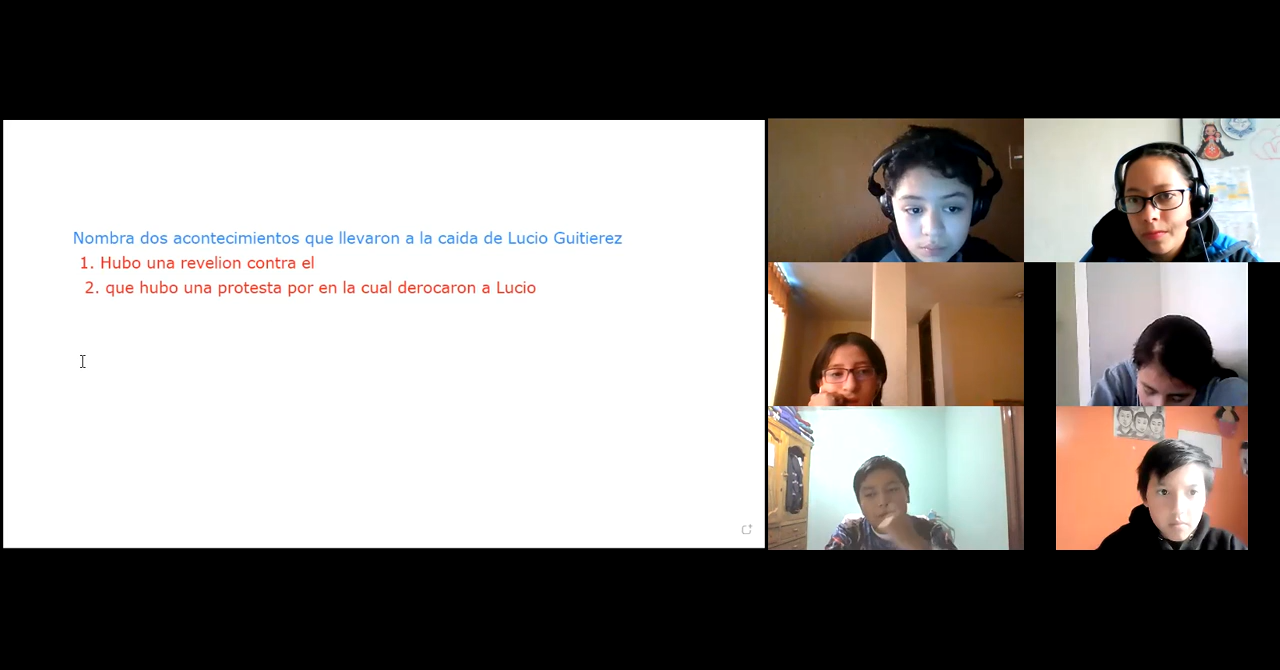 Nombra dos acontecimientos que llevaron a la caida de Lucio Guitierez
1. Hubo una revelion contra el
2. que hubo una protesta por en la cual derocaron a Lucio